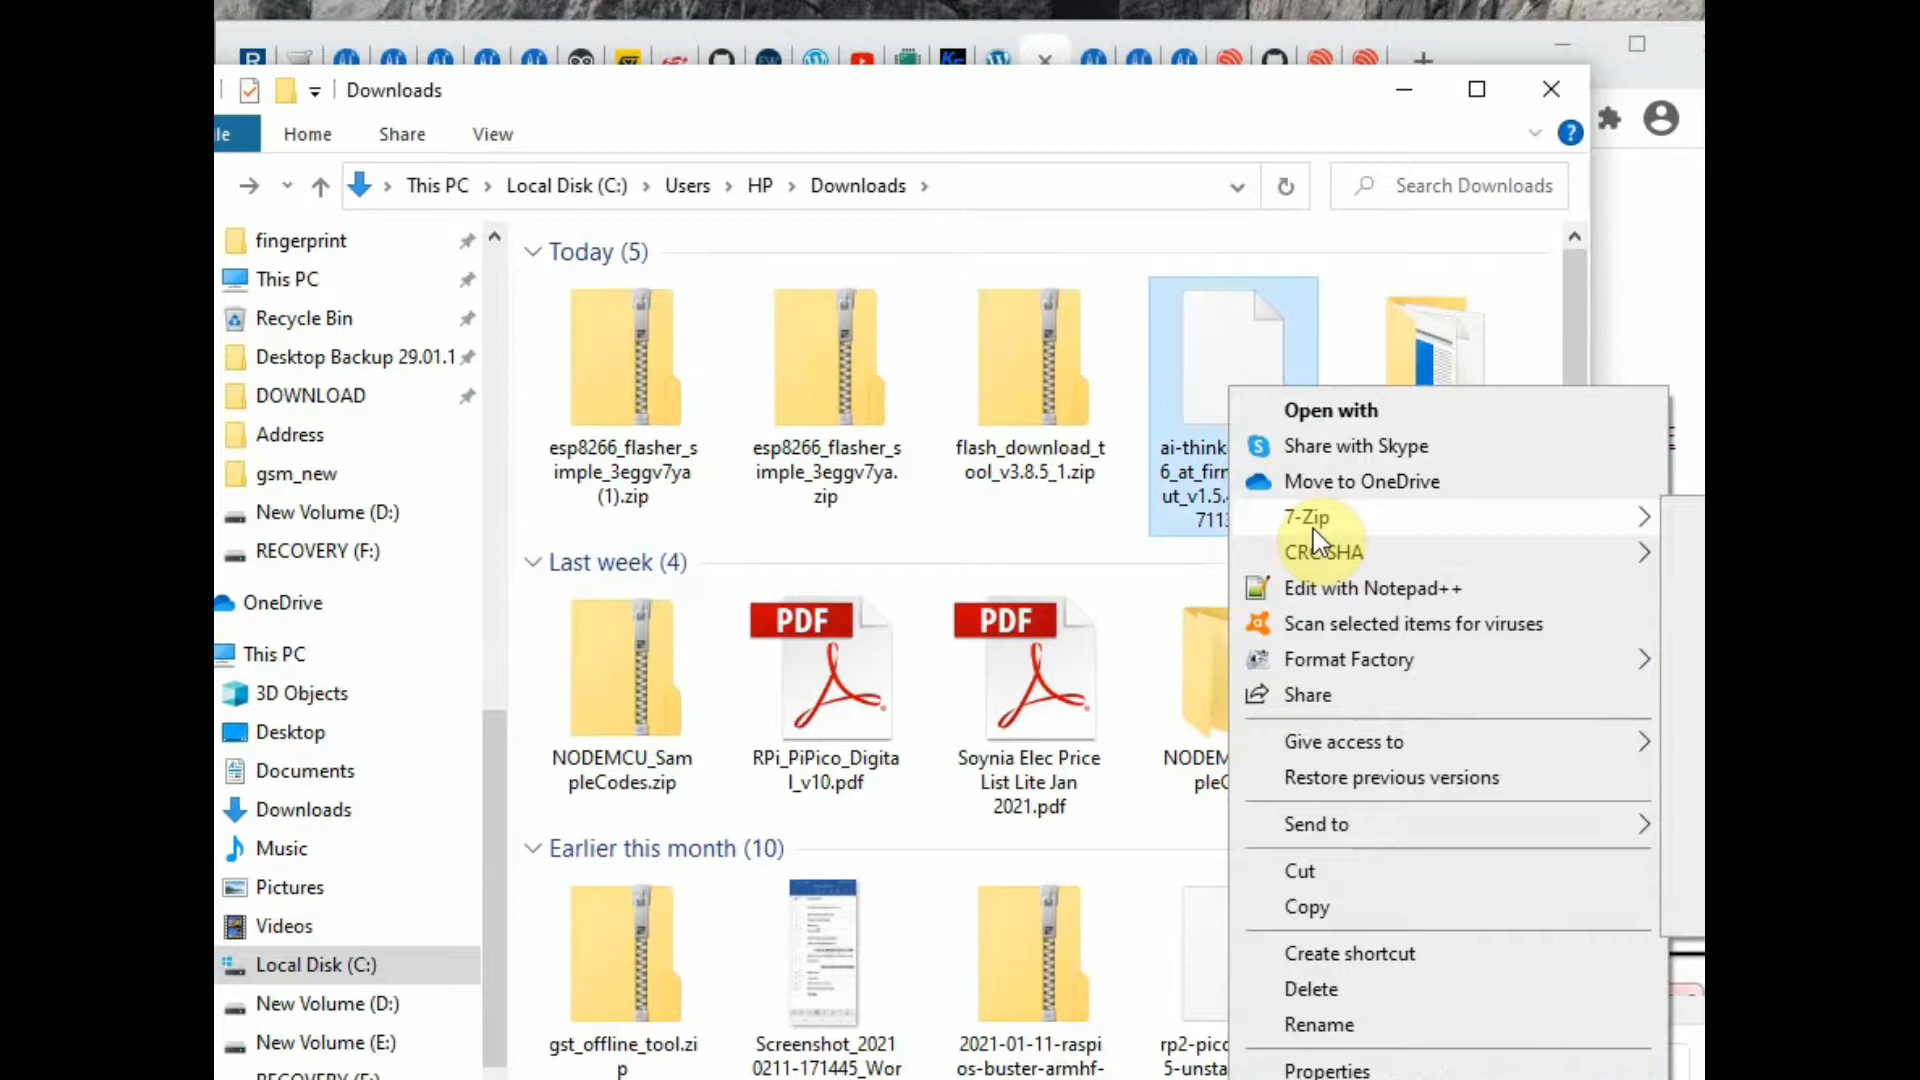 Downloads
le
Home
Share
View
?
This PC
Local Disk (C:)
Users
HP
Downloads
Search Downloads
fingerprint
This PC
Recycle Bin
Desktop Backup 29.01.1
DOWNLOAD
Address
gsm_new
New Volume (D:)
RECOVERY (F:)
OneDrive
This PC
3D Objects
Desktop
Documents
Downloads
Music
Pictures
Videos
Local Disk (C:)
New Volume (D:)
New Volume (E:)
RECOVERY (F:)
Today (5)
esp8266_flasher_s
imple_3eggv7ya
(1).zip
esp8266_flasher_s
imple_3eggv7ya.
zip
flash_download_t
ool_v3.8.5_1.zip
ai-think
6_at_firn
ut_v1.5.4
7113
Last week (4)
NODEMCU_Sam
pleCodes.zip
PDF
RPi_PiPico_Digita
l_v10.pdf
PDF
Soynia Elec Price
List Lite Jan
2021.pdf
NODEM
pleC
Earlier this month (10)
gst_offline_tool.zi
p
Screenshot_2021
0211-171445_Wor
2021-01-11-raspi
os-buster-armhf-
rp2-pico
5-unsta
Open with
Share with Skype
Move to OneDrive
7-Zip
CRC SHA
Edit with Notepad++
Scan selected items for viruses
Format Factory
Share
Give access to
Restore previous versions
Send to
Cut
Copy
Create shortcut
Delete
Rename
Properties